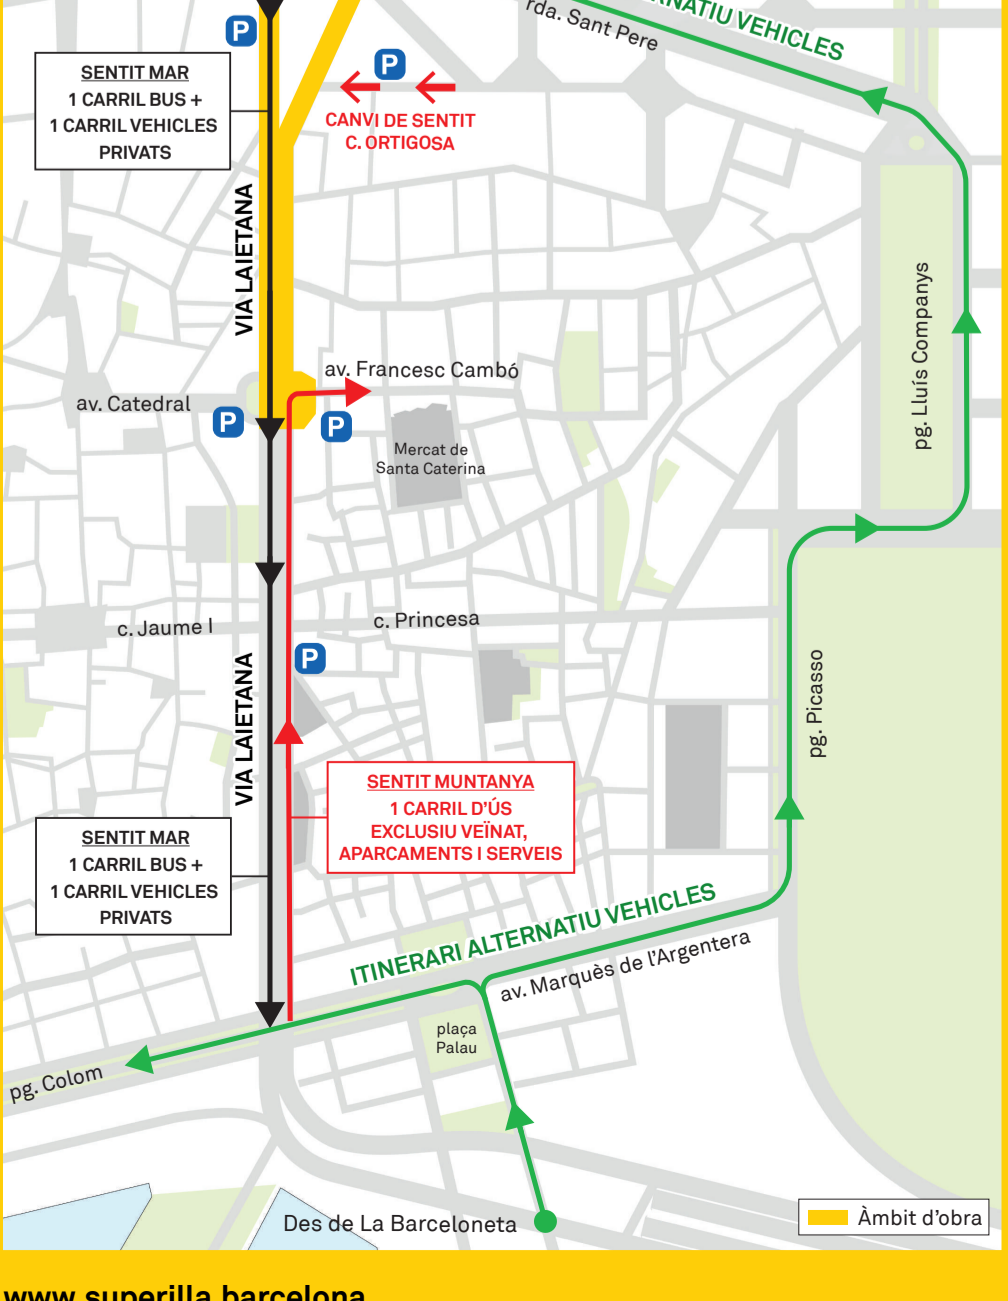 rda. Sant Pere
VEHICLES
P
SENTIT MAR
1 CARRIL BUS +
1 CARRIL VEHICLES
PRIVATS
P
CANVI DE SENTIT
C. ORTIGOSA
VIA LAIETANA
pg. Lluís Companys
av. Francesc Cambó
av. Catedral
P
P
Mercat de
Santa Caterina
c. Jaume I
c. Princesa
P
VIA LAIETANA
pg. Picasso
SENTIT MUNTANYA
1 CARRIL D'ÚS
EXCLUSIU VEÏNAT,
APARCAMENTS I SERVEIS
SENTIT MAR
1 CARRIL BUS +
1 CARRIL VEHICLES
PRIVATS
ITINERARI ALTERNATIU VEHICLES
av. Marquès de l'Argentera
plaça
Palau
pg. Colom
Des de La Barceloneta
Àmbit d'obra
www.superilla.barcelona